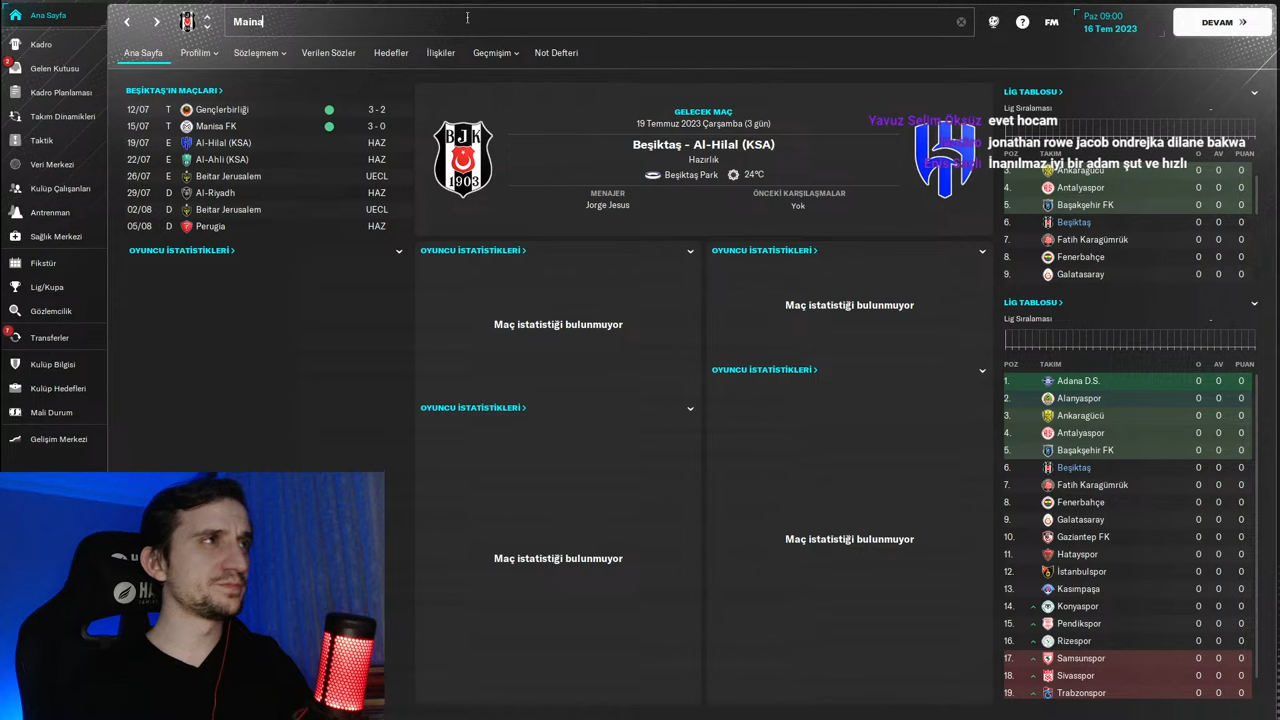 Ana Sayfa
Kadro
2
Gelen Kutusu
Kadro Planlaması
Takım Dinamikleri
Taktik
Veri Merkezi
Kulüp Çalışanları
Antrenman
Sağlık Merkezi
Fikstür
Lig/Kupa
Gözlemcilik
7
Transferler
Kulüp Bilgisi
Kulüp Hedefleri
Mali Durum
Gelişim Merkezi
Maina
FM
Paz 09:00
16 Tem 2023
DEVAM
Ana Sayfa Profilim Sözleşmem Verilen Sözler Hedefler İlişkiler Geçmişim Not Defteri
BEŞİKTAŞ'IN MAÇLARI
12/07 T Gençlerbirliği 3 - 2
15/07 T Manisa FK 3 - 0
19/07 E Al-Hilal (KSA) HAZ
22/07 E Al-Ahli (KSA) HAZ
26/07 E Beitar Jerusalem UECL
29/07 D Al-Riyadh HAZ
02/08 D Beitar Jerusalem UECL
05/08 D Perugia HAZ
BJK
1903
GELECEK MAÇ
19 Temmuz 2023 Çarşamba (3 gün)
Beşiktaş - Al-Hilal (KSA)
Hazırlık
Beşiktaş Park 24°C
MENAJER ÖNCEKİ KARŞILAŞMALAR
Jorge Jesus Yok
Yavuz Selim Öksüz evet hocam
jonathan rowe jacob ondrejka dilane bakwa
İnanılmaz iyi bir adam şut ve hızlı
OYUNCU İSTATİSTİKLERİ
OYUNCU İSTATİSTİKLERİ
Maç istatistiği bulunmuyor
OYUNCU İSTATİSTİKLERİ
Maç istatistiği bulunmuyor
OYUNCU İSTATİSTİKLERİ
Maç istatistiği bulunmuyor
OYUNCU İSTATİSTİKLERİ
Maç istatistiği bulunmuyor
LİG TABLOSU
Lig Sıralaması -
POZ TAKIM O AV PUAN
3. Ankaragücü 0 0 0
4. Antalyaspor 0 0 0
5. Başakşehir FK 0 0 0
6. Beşiktaş 0 0 0
7. Fatih Karagümrük 0 0 0
8. Fenerbahçe 0 0 0
9. Galatasaray 0 0 0
LİG TABLOSU
Lig Sıralaması -
POZ TAKIM O AV PUAN
1. Adana D.S. 0 0 0
2. Alanyaspor 0 0 0
3. Ankaragücü 0 0 0
4. Antalyaspor 0 0 0
5. Başakşehir FK 0 0 0
6. Beşiktaş 0 0 0
7. Fatih Karagümrük 0 0 0
8. Fenerbahçe 0 0 0
9. Galatasaray 0 0 0
10. Gaziantep FK 0 0 0
11. Hatayspor 0 0 0
12. İstanbulspor 0 0 0
13. Kasımpaşa 0 0 0
14. Konyaspor 0 0 0
15. Pendikspor 0 0 0
16. Rizespor 0 0 0
17. Samsunspor 0 0 0
18. Sivasspor 0 0 0
19. Trabzonspor 0 0 0